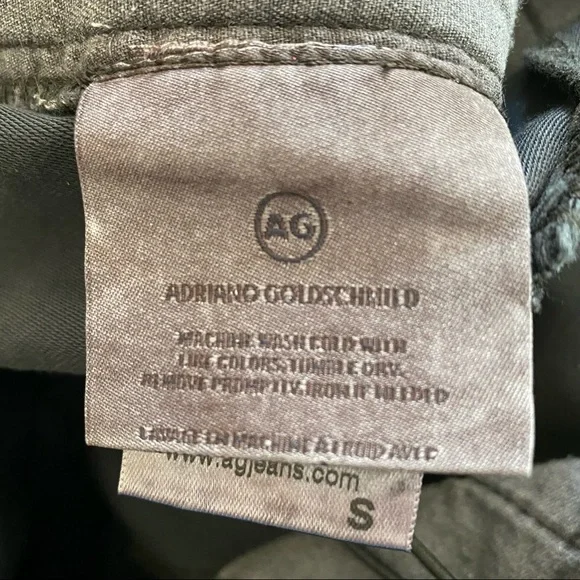 AG
ADRIANO GOLDSCHMIED
MACHINE WASH COLD WITH
LIKE COLORS. TUMBLE DRY.
REMOVE PROMPTLY. IRON IF NEEDED
LAVAGE EN MACHINE À FROID AVEC
www.agjeans.com
S